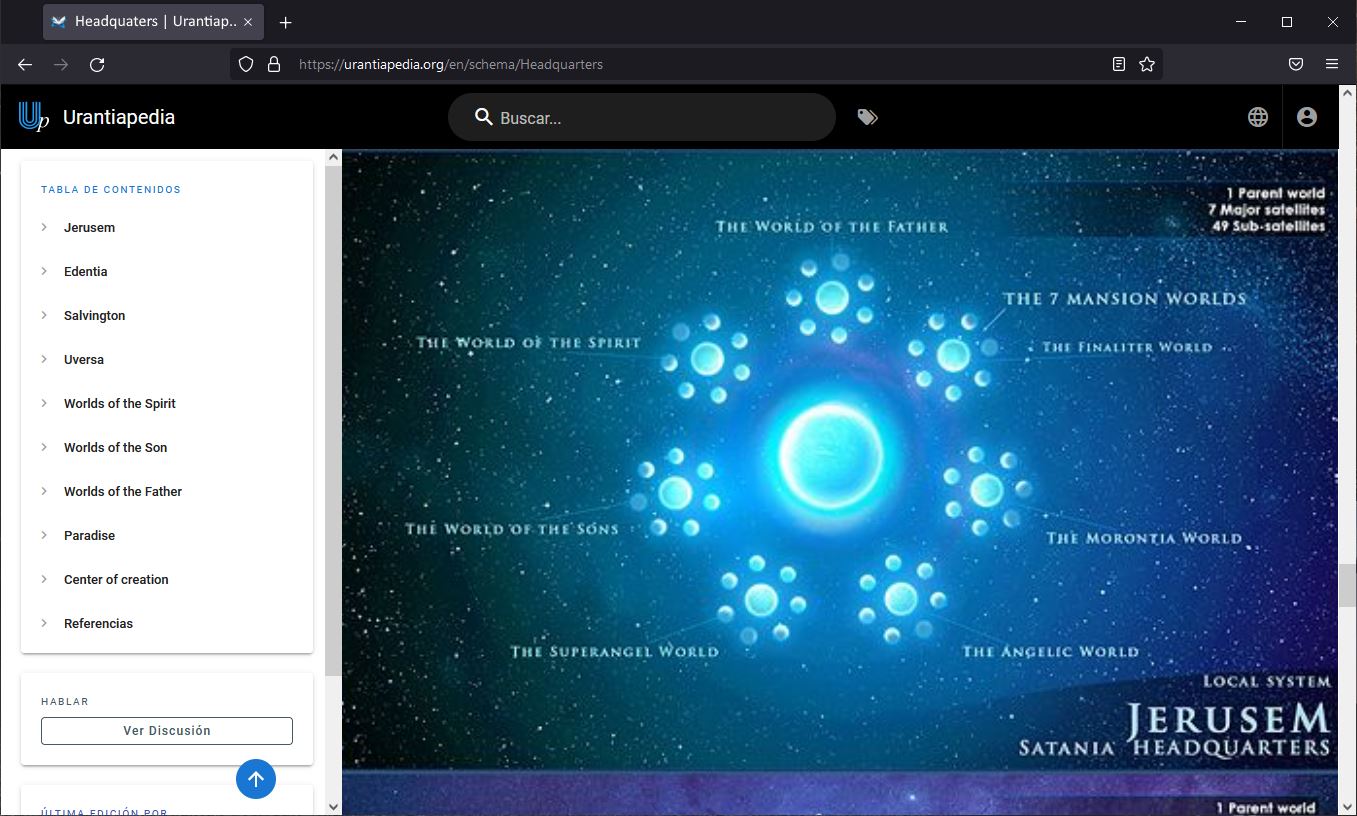 Headquaters | Urantiap..
https://urantiapedia.org/en/schema/Headquarters
Up Urantiapedia
Buscar...
TABLA DE CONTENIDOS
Jerusem
Edentia
Salvington
Uversa
Worlds of the Spirit
Worlds of the Son
Worlds of the Father
Paradise
Center of creation
Referencias
HABLAR
Ver Discusión
ÚLTIMA EDICIÓN POR
1 Parent world
7 Major satellites
49 Sub-satellites
THE WORLD OF THE FATHER
THE 7 MANSION WORLDS
THE WORLD OF THE SPIRIT
THE FINALITER WORLD
THE WORLD OF THE SONS
THE MORONTIA WORLD
THE SUPERANGEL WORLD
THE ANGELIC WORLD
LOCAL SYSTEM
JERUSEM
SATANIA HEADQUARTERS
1 Parent world